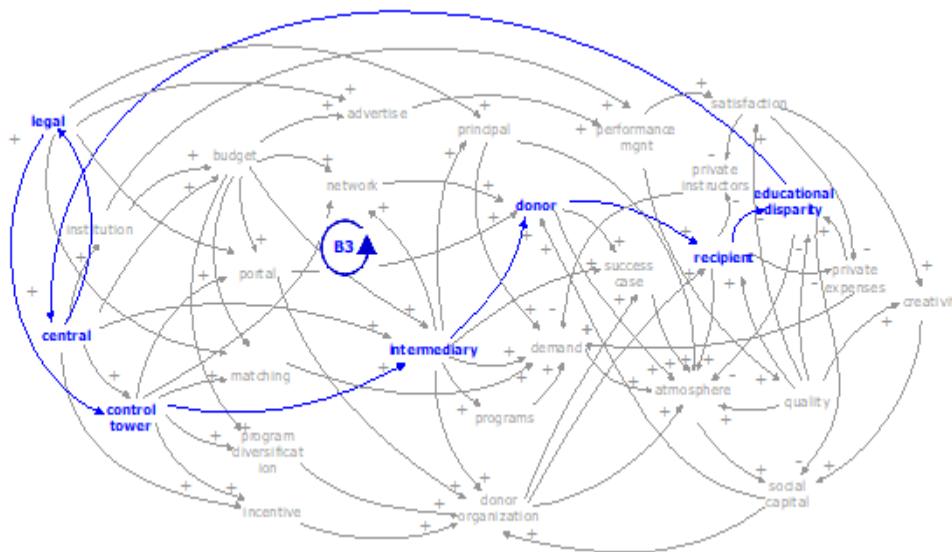 satisfaction
legal
advertise
principal
performance
mgnt
budget
private
instructors
network
educational
disparity
donor
institution
B3
recipient
portal
success
case
private
expenses
creativit
central
intermediary
demand
matching
atmosphere
quality
control
tower
programs
program
diversificat
ion
social
capital
donor
organization
incentive